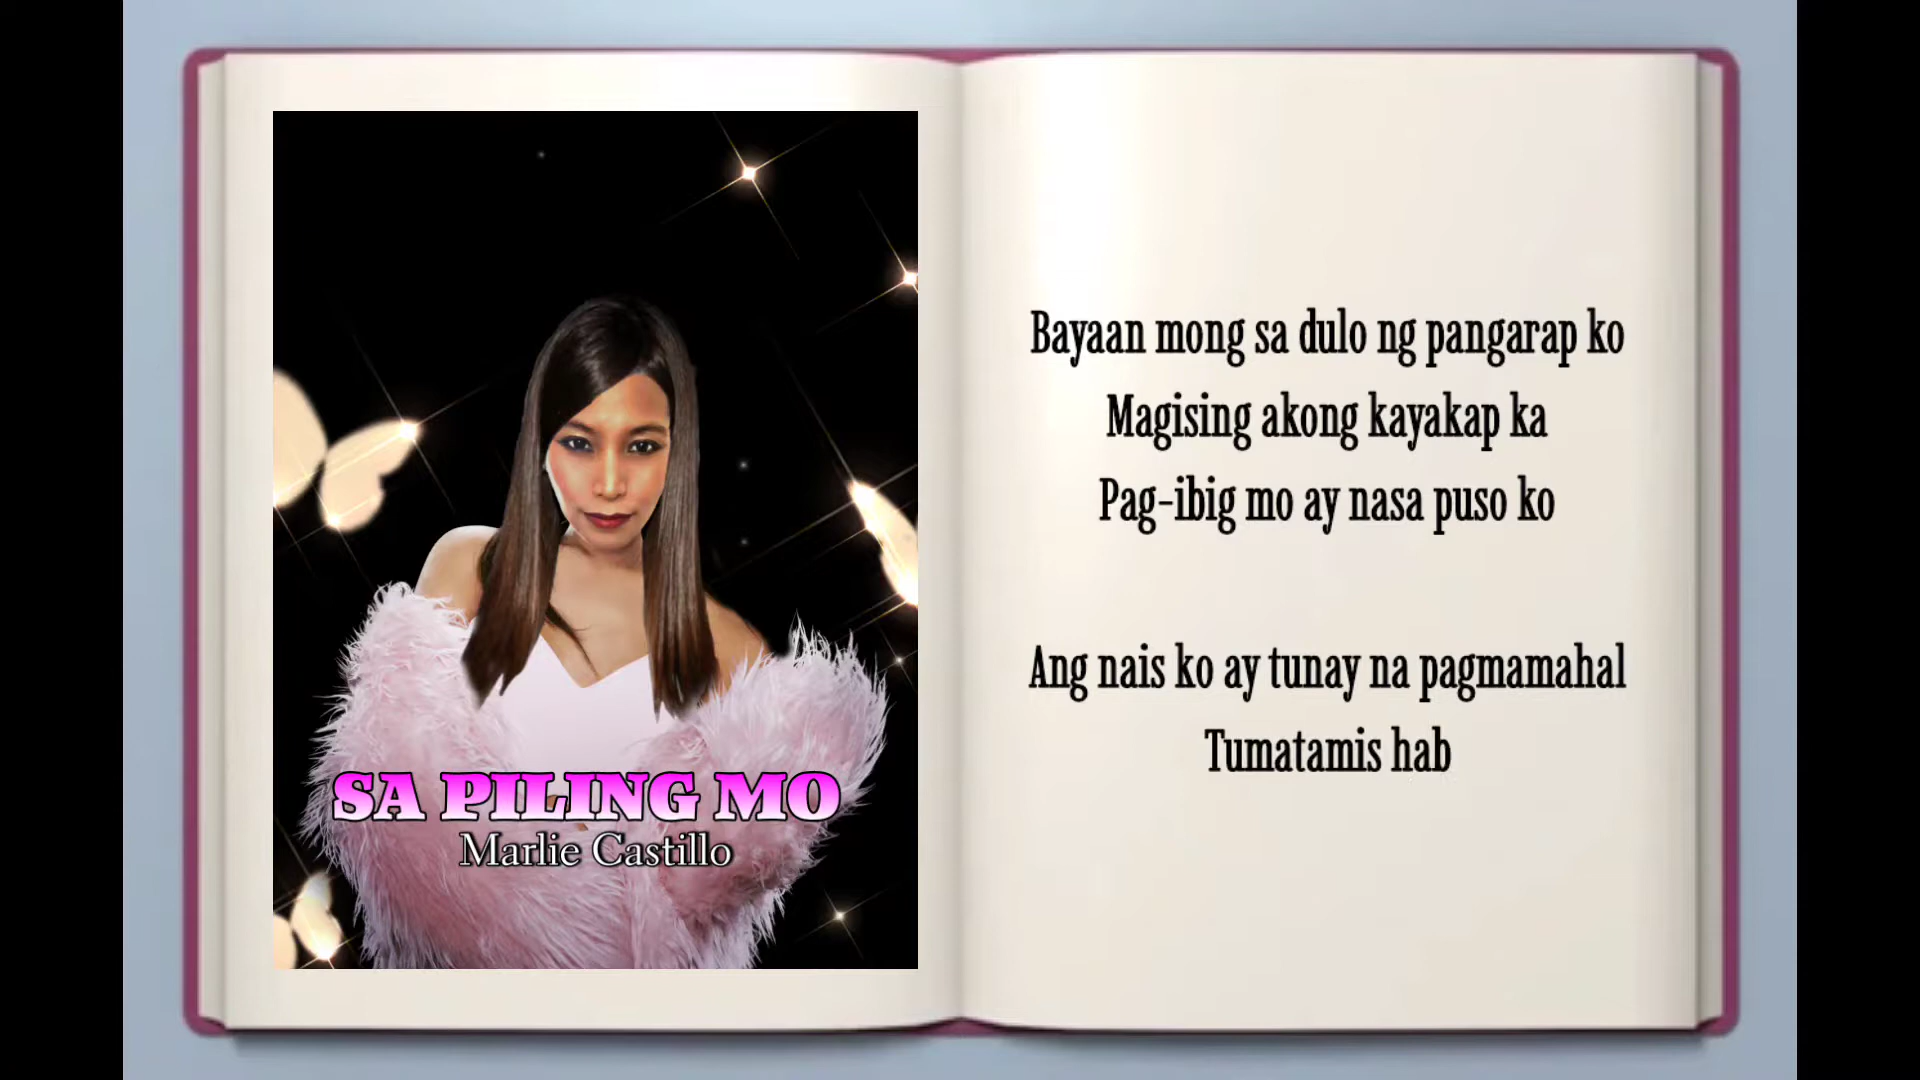 SA PILING MO
Marlie Castillo
Bayaan mong sa dulo ng pangarap ko
Magising akong kayakap ka
Pag-ibig mo ay nasa puso ko
Ang nais ko ay tunay na pagmamahal
Tumatamis hab